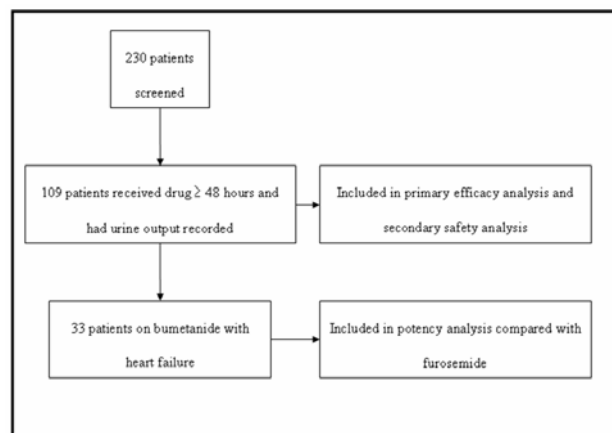 230 patients
screened
109 patients received drug ≥ 48 hours and
had urine output recorded
Included in primary efficacy analysis and
secondary safety analysis
33 patients on bumetanide with
heart failure
Included in potency analysis compared with
furosemide